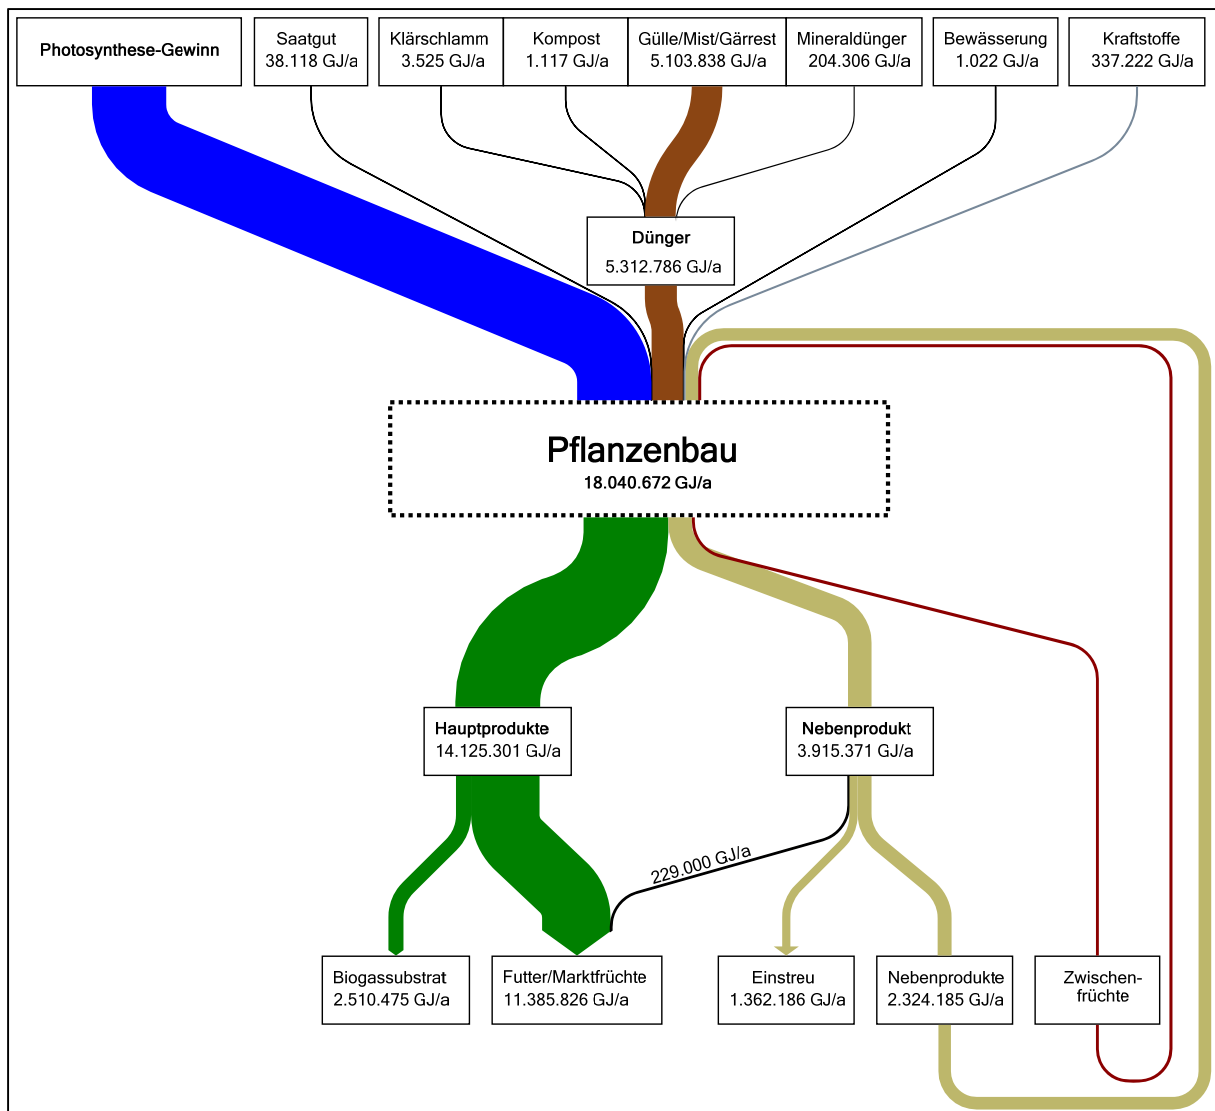 Photosynthese-Gewinn
Saatgut
38.118 GJ/a
Klärschlamm
3.525 GJ/a
Kompost
1.117 GJ/a
Gülle/Mist/Gärrest
5.103.838 GJ/a
Mineraldünger
204.306 GJ/a
Bewässerung
1.022 GJ/a
Kraftstoffe
337.222 GJ/a
Dünger
5.312.786 GJ/a
Pflanzenbau
18.040.672 GJ/a
Hauptprodukte
14.125.301 GJ/a
Nebenprodukt
3.915.371 GJ/a
229.000 GJ/a
Biogassubstrat
2.510.475 GJ/a
Futter/Marktfrüchte
11.385.826 GJ/a
Einstreu
1.362.186 GJ/a
Nebenprodukte
2.324.185 GJ/a
Zwischen-
früchte